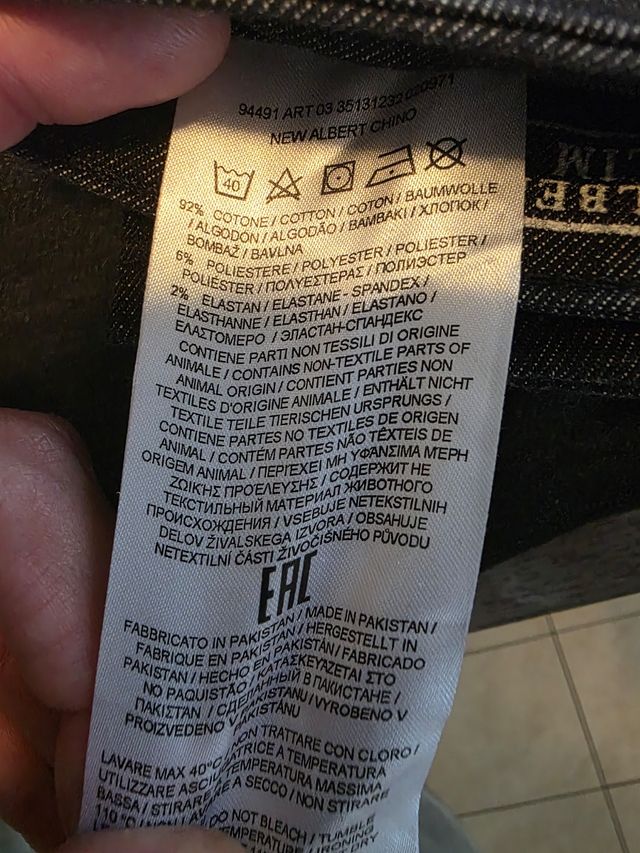 94491 ART 03 35131232 020971
NEW ALBERT CHINO
40
92% COTONE / COTTON / COTON / BAUMWOLLE
/ ALGODÓN / ALGODÃO / BAMBAKI / ХЛОПОК /
BOMBAŽ / BAVLNA
6% POLIESTERE / POLYESTER / POLIESTER /
POLIÉSTER / ΠΟΛΥΕΣΤΕΡΑΣ / ПОЛИЭСТЕР
2% ELASTAN / ELASTANE - SPANDEX /
ELASTHANNE / ELASTHAN / ELASTANO /
ΕΛΑΣΤΟΜΕΡΟ / ЭЛАСТАН-СПАНДЕКС
CONTIENE PARTI NON TESSILI DI ORIGINE
ANIMALE / CONTAINS NON-TEXTILE PARTS OF
ANIMAL ORIGIN / CONTIENT PARTIES NON
TEXTILES D'ORIGINE ANIMALE / ENTHÄLT NICHT
TEXTILE TEILE TIERISCHEN URSPRUNGS /
CONTIENE PARTES NO TEXTILES DE ORIGEN
ANIMAL / CONTÉM PARTES NÃO TÊXTEIS DE
ORIGEM ANIMAL / ΠΕΡΙΕΧΕΙ ΜΗ ΥΦΑΝΣΙΜΑ ΜΕΡΗ
ΖΩΙΚΗΣ ΠΡΟΕΛΕΥΣΗΣ / СОДЕРЖИТ НЕ
ТЕКСТИЛЬНЫЙ МАТЕРИАЛ ЖИВОТНОГО
ПРОИСХОЖДЕНИЯ / VSEBUJE NETEKSTILNIH
DELOV ŽIVALSKEGA IZVORA / OBSAHUJE
NETEXTILNÍ ČÁSTI ŽIVOČIŠNÉHO PŮVODU
EAC
FABBRICATO IN PAKISTAN / MADE IN PAKISTAN /
FABRIQUE EN PAKISTAN / HERGESTELLT IN
PAKISTAN / HECHO EN PAKISTÁN / FABRICADO
NO PAQUISTÃO / ΚΑΤΑΣΚΕΥΑΖΕΤΑΙ ΣΤΟ
ΠΑΚΙΣΤΑΝ / СДЕЛАННЫЙ В ПАКИСТАНЕ /
PROIZVEDENO V PAKISTANU / VYROBENO V
PÁKISTÁNU
LAVARE MAX 40°C NON TRATTARE CON CLORO /
UTILIZZARE ASCIUGATRICE A TEMPERATURA
BASSA / STIRARE TEMPERATURA MASSIMA
110 °C / A SECCO / NON STIRARE
DO NOT BLEACH / TUMBLE
TEMPERATURE / IRONING
DRY